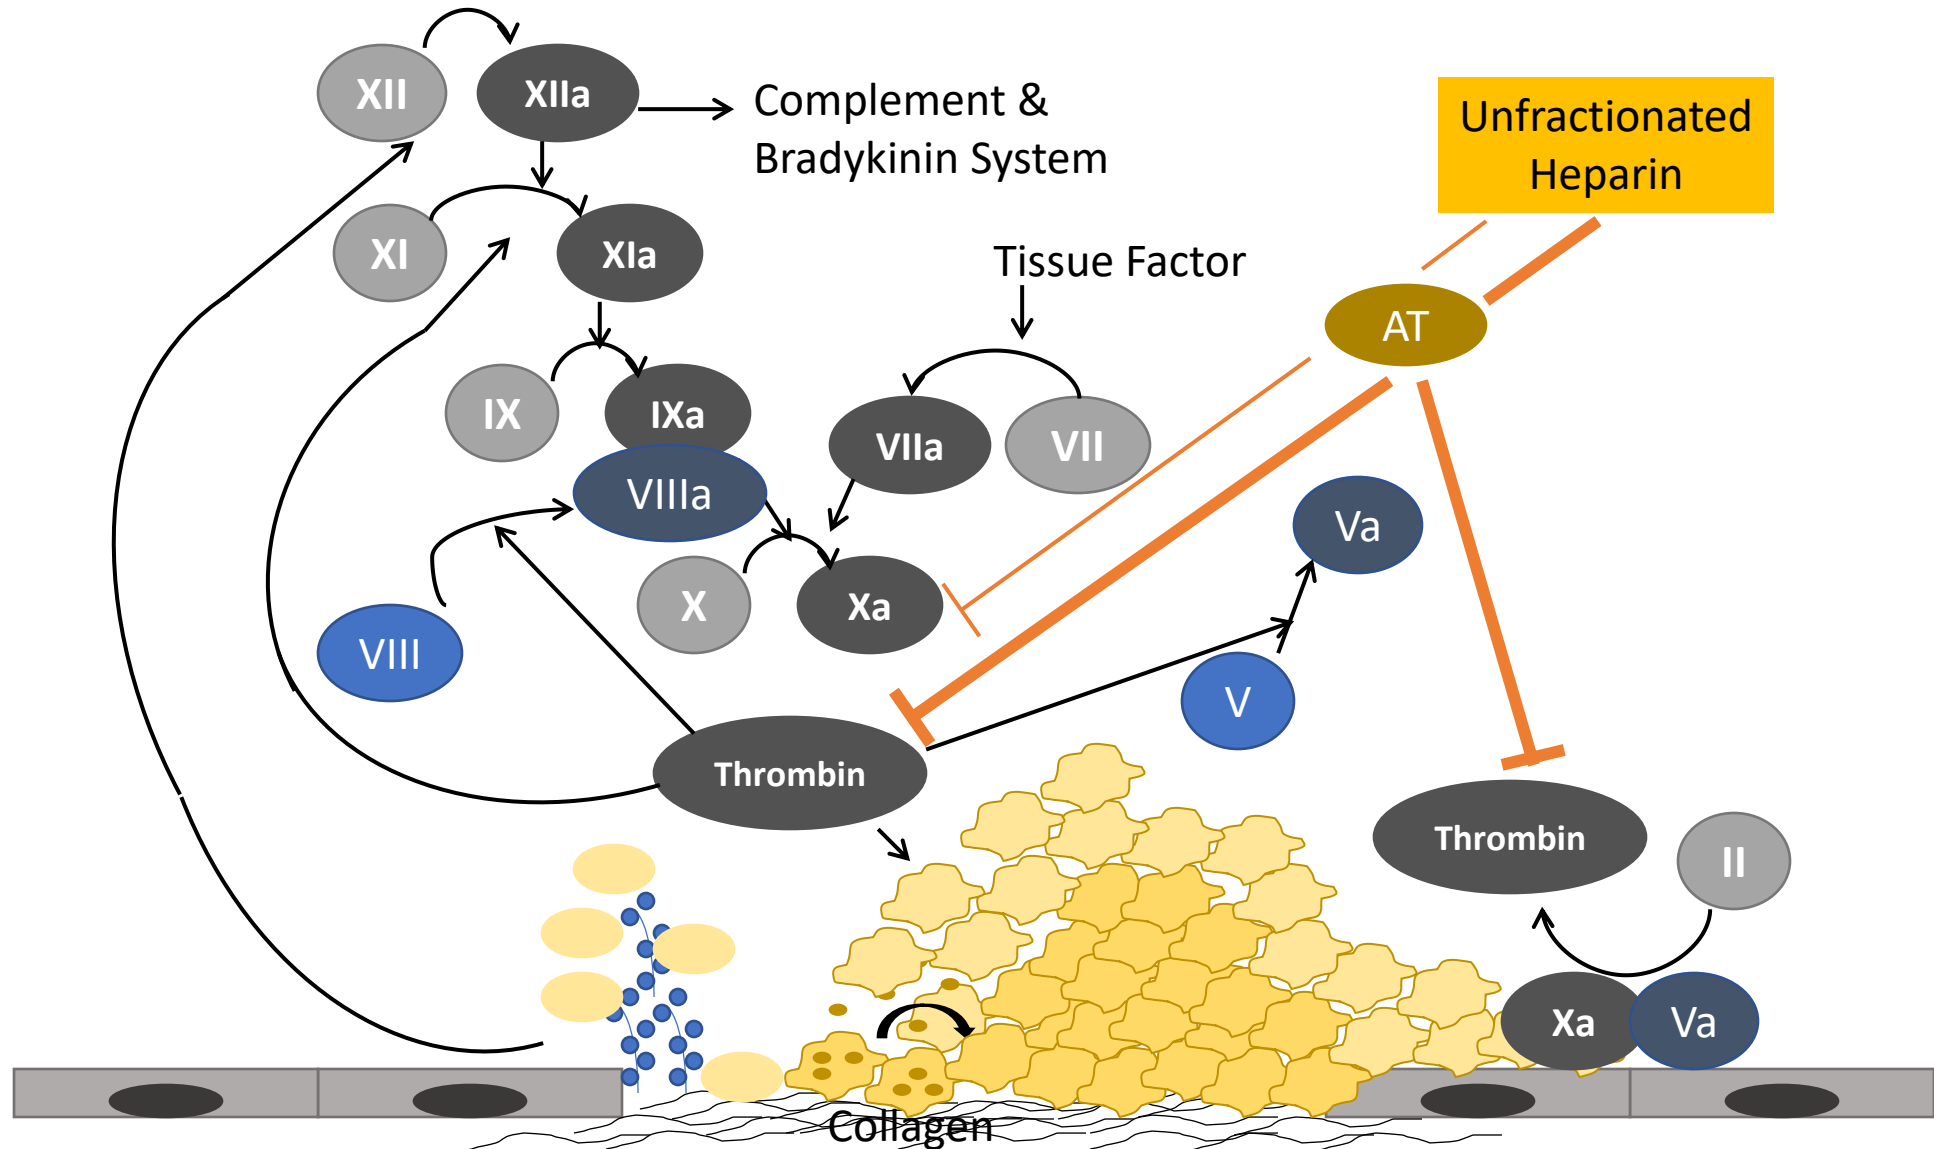 XII
XIIa
Complement &
Bradykinin System
Unfractionated
Heparin
XI
XIa
Tissue Factor
AT
IX
IXa
VIIa
VII
VIIIa
Va
X
Xa
VIII
V
Thrombin
Thrombin
II
Xa
Va
Collagen